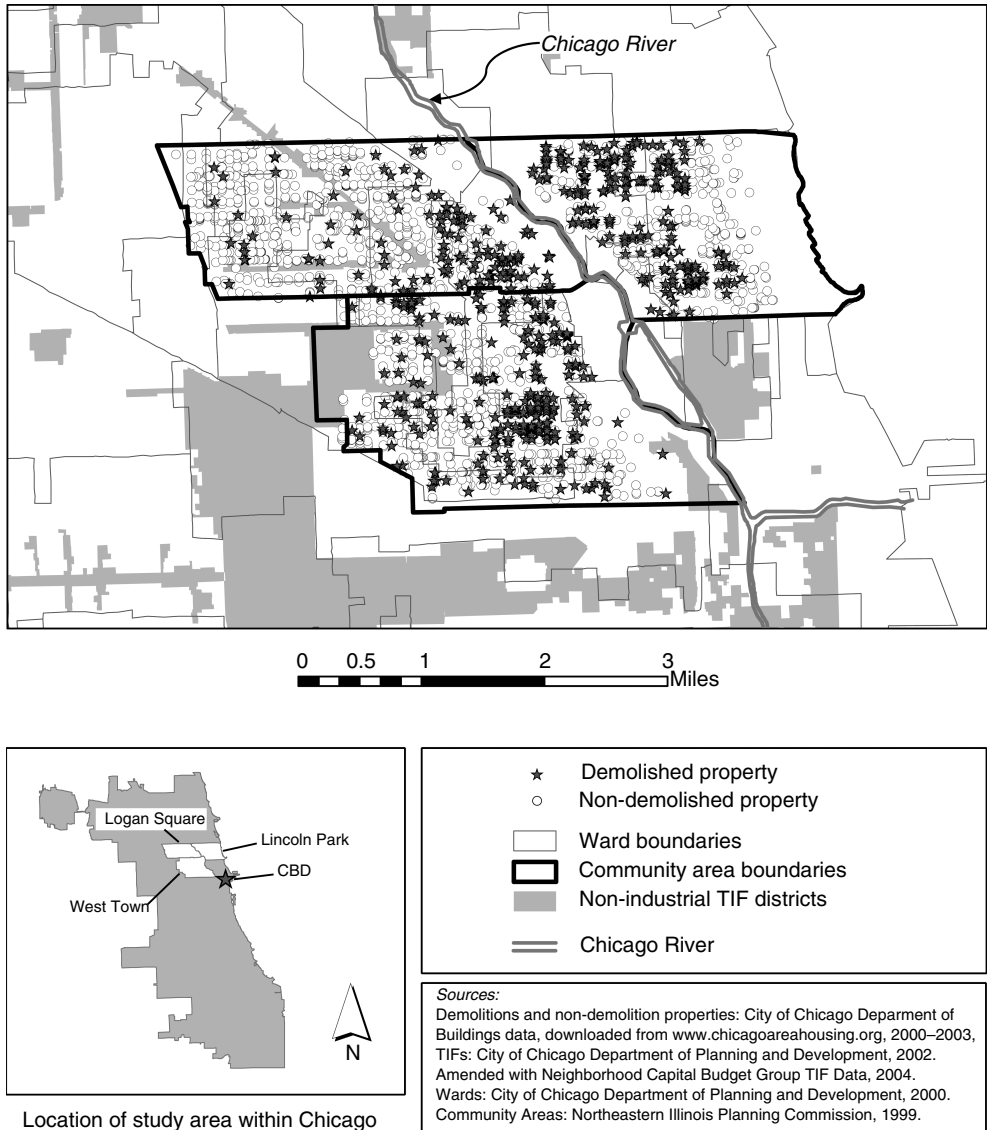 Chicago River
0 0.5 1 2 3
Miles
Logan Square
Lincoln Park
CBD
West Town
N
Location of study area within Chicago
Demolished property
Non-demolished property
Ward boundaries
Community area boundaries
Non-industrial TIF districts
Chicago River
Sources:
Demolitions and non-demolition properties: City of Chicago Deparment of
Buildings data, downloaded from www.chicagoareahousing.org, 2000–2003,
TIFs: City of Chicago Department of Planning and Development, 2002.
Amended with Neighborhood Capital Budget Group TIF Data, 2004.
Wards: City of Chicago Department of Planning and Development, 2000.
Community Areas: Northeastern Illinois Planning Commission, 1999.